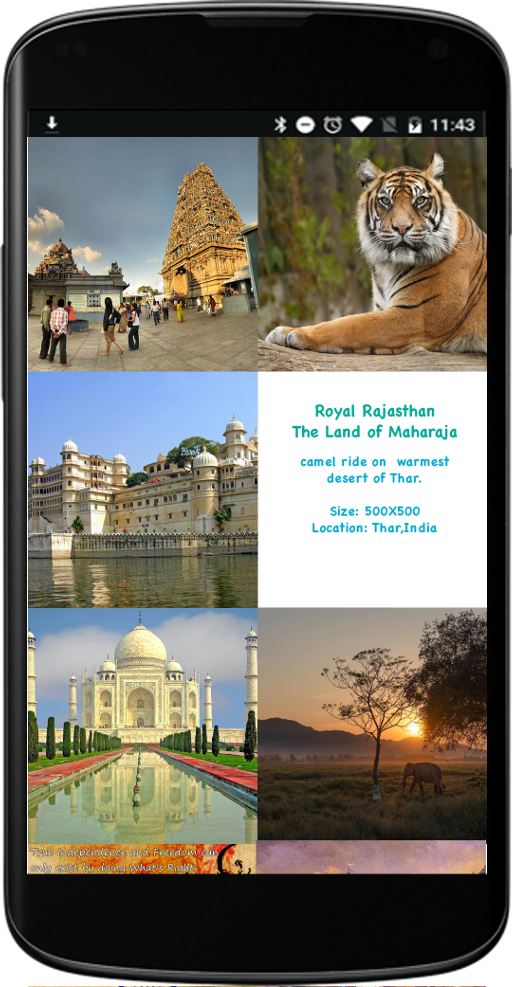 11:43
Royal Rajasthan
The Land of Maharaja
camel ride on  warmest
desert of Thar.
Size: 500X500
Location: Thar,India
True Independence and Freedom can
only exist by doing What's Right.